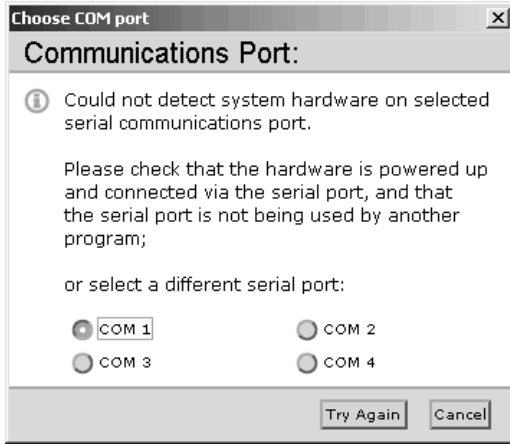 Choose COM port
Communications Port:
Could not detect system hardware on selected
serial communications port.
Please check that the hardware is powered up
and connected via the serial port, and that
the serial port is not being used by another
program;
or select a different serial port:
COM 1 COM 2
COM 3 COM 4
Try Again Cancel